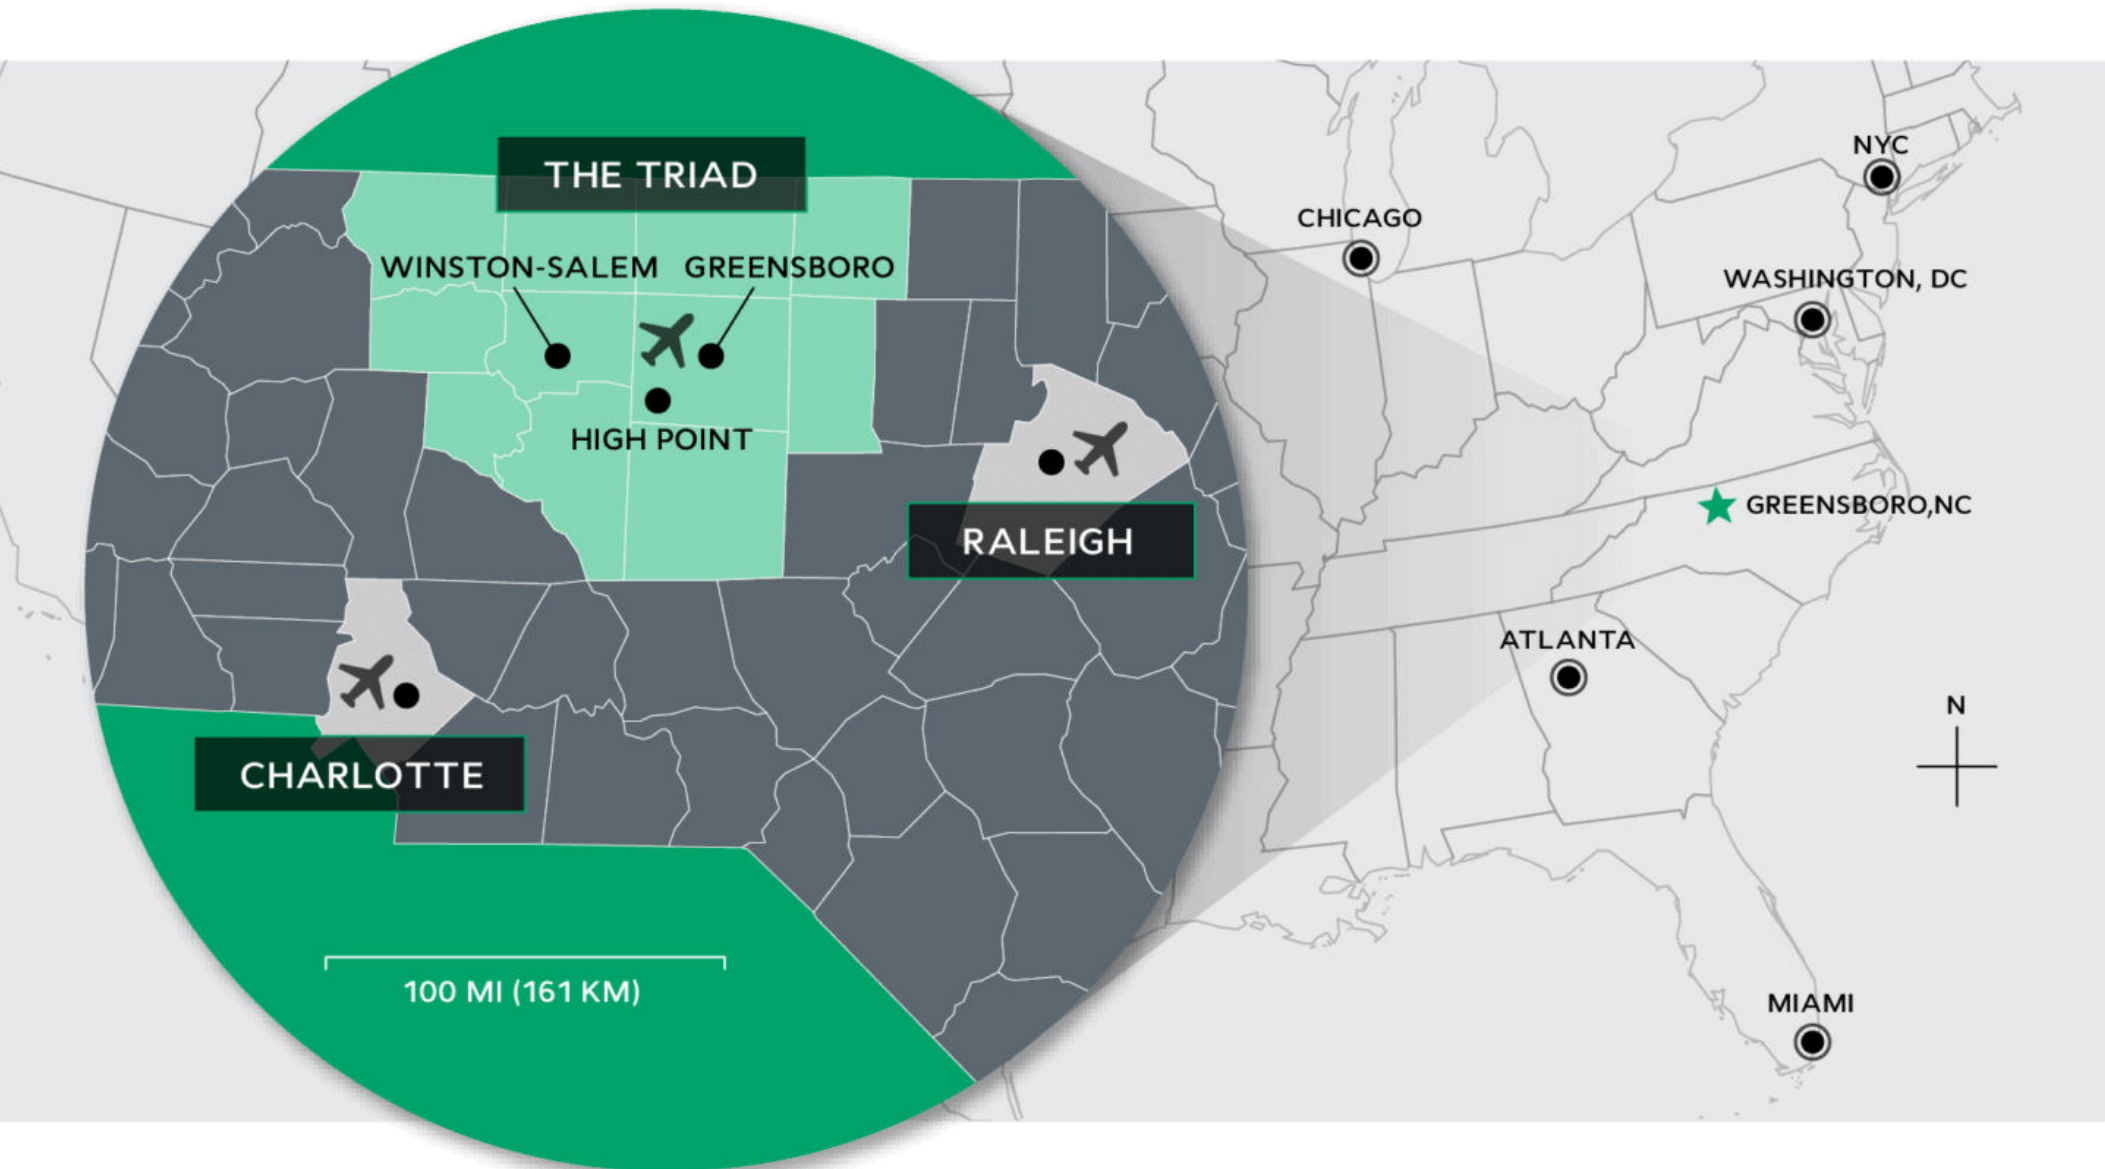 THE TRIAD
WINSTON-SALEM
GREENSBORO
HIGH POINT
RALEIGH
CHARLOTTE
100 MI (161 KM)
NYC
CHICAGO
WASHINGTON, DC
GREENSBORO,NC
ATLANTA
N
MIAMI